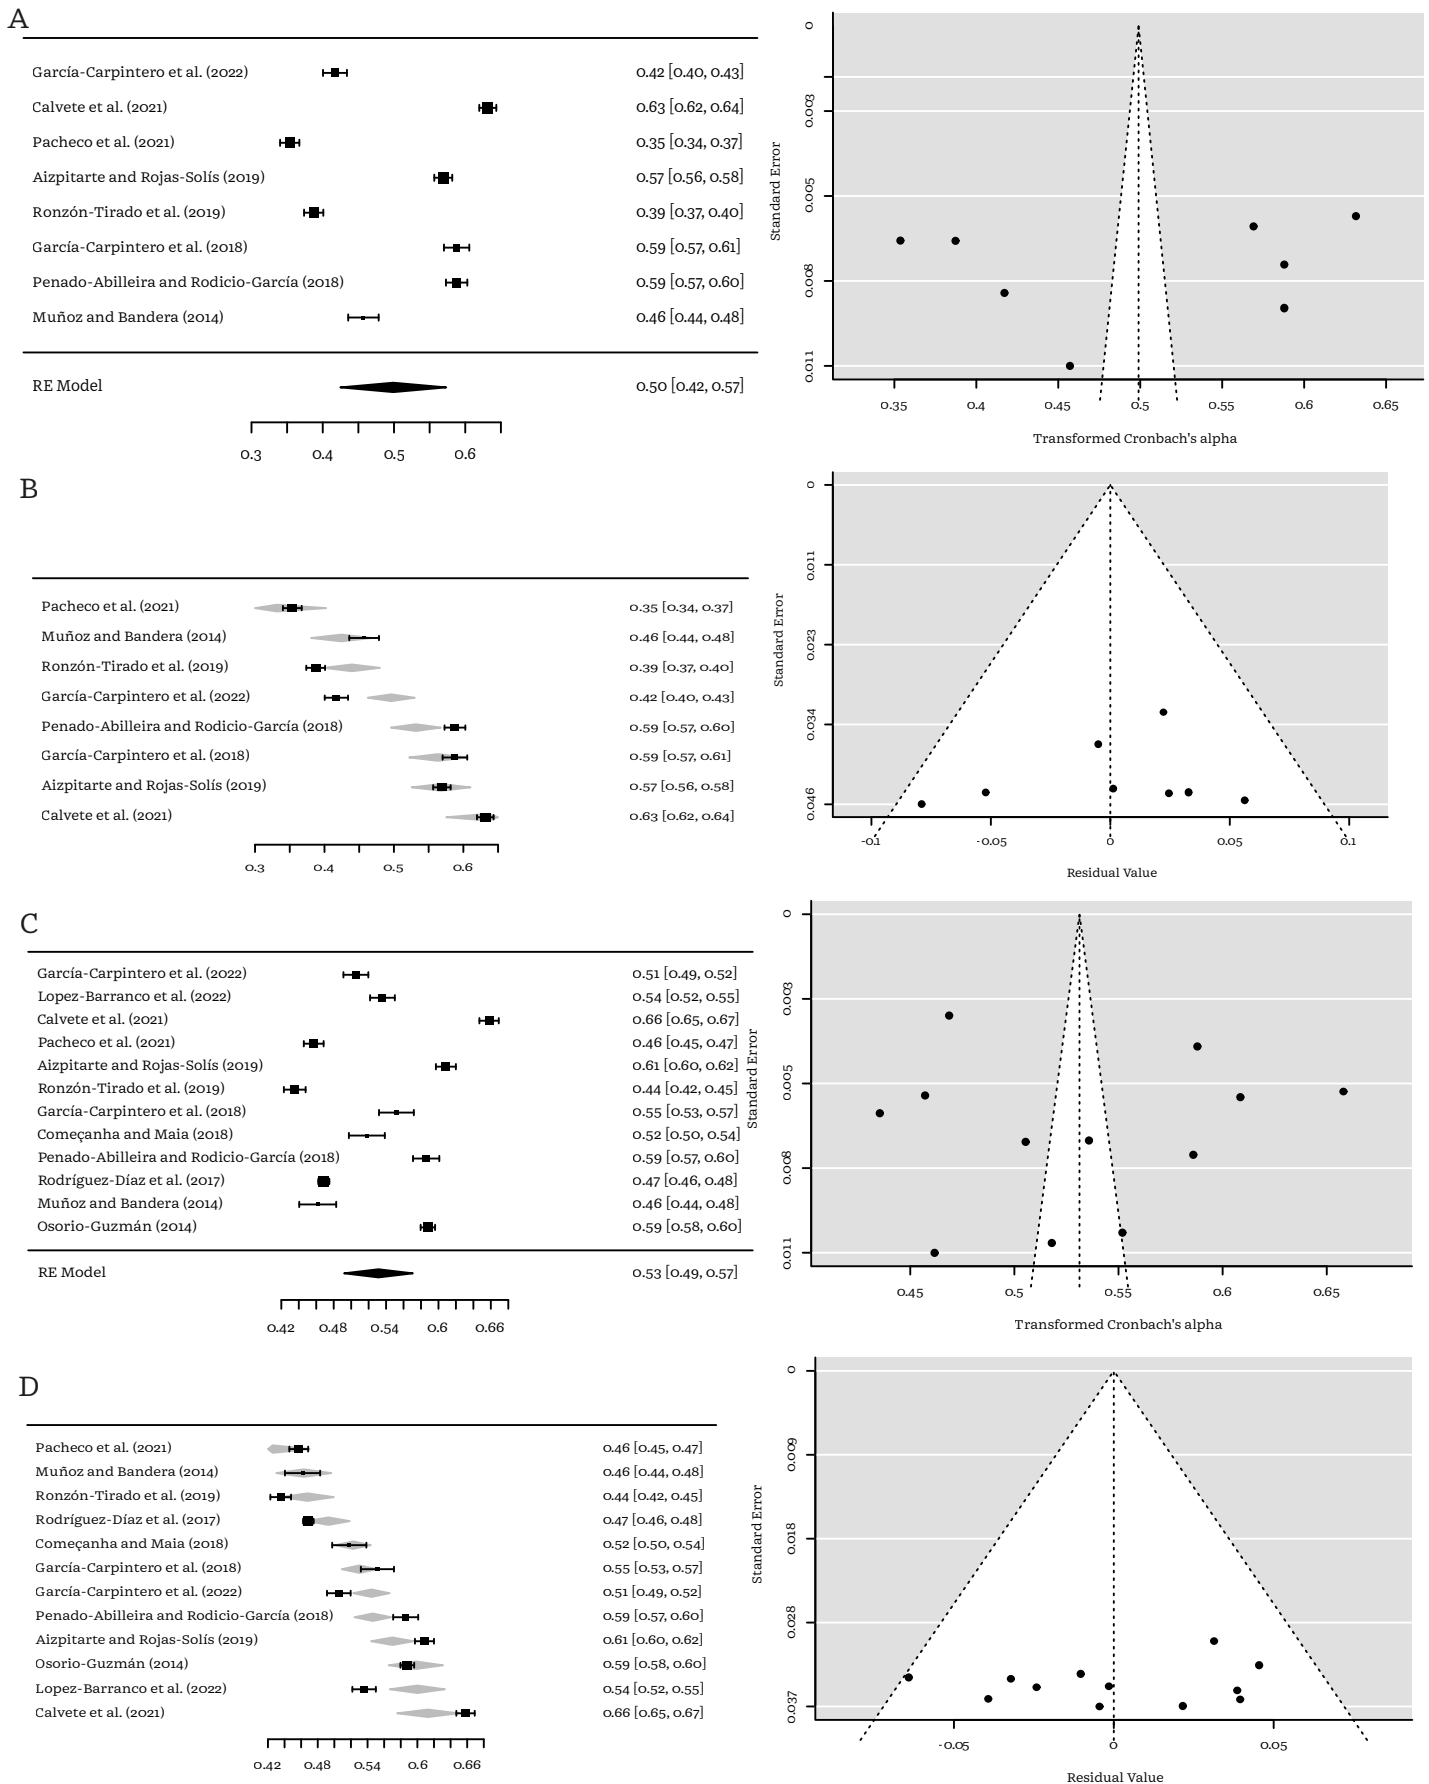 A
García-Carpintero et al. (2022) 0.42 [0.40, 0.43]
Calvete et al. (2021) 0.63 [0.62, 0.64]
Pacheco et al. (2021) 0.35 [0.34, 0.37]
Aizpitarte and Rojas-Solís (2019) 0.57 [0.56, 0.58]
Ronzón-Tirado et al. (2019) 0.39 [0.37, 0.40]
García-Carpintero et al. (2018) 0.59 [0.57, 0.61]
Penado-Abilleira and Rodicio-García (2018) 0.59 [0.57, 0.60]
Muñoz and Bandera (2014) 0.46 [0.44, 0.48]
RE Model 0.50 [0.42, 0.57]
0.3 0.4 0.5 0.6
Standard Error
0 0.003 0.005 0.008 0.011
0.35 0.4 0.45 0.5 0.55 0.6 0.65
Transformed Cronbach's alpha
B
Pacheco et al. (2021) 0.35 [0.34, 0.37]
Muñoz and Bandera (2014) 0.46 [0.44, 0.48]
Ronzón-Tirado et al. (2019) 0.39 [0.37, 0.40]
García-Carpintero et al. (2022) 0.42 [0.40, 0.43]
Penado-Abilleira and Rodicio-García (2018) 0.59 [0.57, 0.60]
García-Carpintero et al. (2018) 0.59 [0.57, 0.61]
Aizpitarte and Rojas-Solís (2019) 0.57 [0.56, 0.58]
Calvete et al. (2021) 0.63 [0.62, 0.64]
0.3 0.4 0.5 0.6
Standard Error
0 0.011 0.023 0.034 0.046
-0.1 -0.05 0 0.05 0.1
Residual Value
C
García-Carpintero et al. (2022) 0.51 [0.49, 0.52]
Lopez-Barranco et al. (2022) 0.54 [0.52, 0.55]
Calvete et al. (2021) 0.66 [0.65, 0.67]
Pacheco et al. (2021) 0.46 [0.45, 0.47]
Aizpitarte and Rojas-Solís (2019) 0.61 [0.60, 0.62]
Ronzón-Tirado et al. (2019) 0.44 [0.42, 0.45]
García-Carpintero et al. (2018) 0.55 [0.53, 0.57]
Começanha and Maia (2018) 0.52 [0.50, 0.54]
Penado-Abilleira and Rodicio-García (2018) 0.59 [0.57, 0.60]
Rodríguez-Díaz et al. (2017) 0.47 [0.46, 0.48]
Muñoz and Bandera (2014) 0.46 [0.44, 0.48]
Osorio-Guzmán (2014) 0.59 [0.58, 0.60]
RE Model 0.53 [0.49, 0.57]
0.42 0.48 0.54 0.6 0.66
Standard Error
0 0.003 0.005 0.008 0.011
0.45 0.5 0.55 0.6 0.65
Transformed Cronbach's alpha
D
Pacheco et al. (2021) 0.46 [0.45, 0.47]
Muñoz and Bandera (2014) 0.46 [0.44, 0.48]
Ronzón-Tirado et al. (2019) 0.44 [0.42, 0.45]
Rodríguez-Díaz et al. (2017) 0.47 [0.46, 0.48]
Começanha and Maia (2018) 0.52 [0.50, 0.54]
García-Carpintero et al. (2018) 0.55 [0.53, 0.57]
García-Carpintero et al. (2022) 0.51 [0.49, 0.52]
Penado-Abilleira and Rodicio-García (2018) 0.59 [0.57, 0.60]
Aizpitarte and Rojas-Solís (2019) 0.61 [0.60, 0.62]
Osorio-Guzmán (2014) 0.59 [0.58, 0.60]
Lopez-Barranco et al. (2022) 0.54 [0.52, 0.55]
Calvete et al. (2021) 0.66 [0.65, 0.67]
0.42 0.48 0.54 0.6 0.66
Standard Error
0 0.009 0.018 0.028 0.037
-0.05 0 0.05
Residual Value